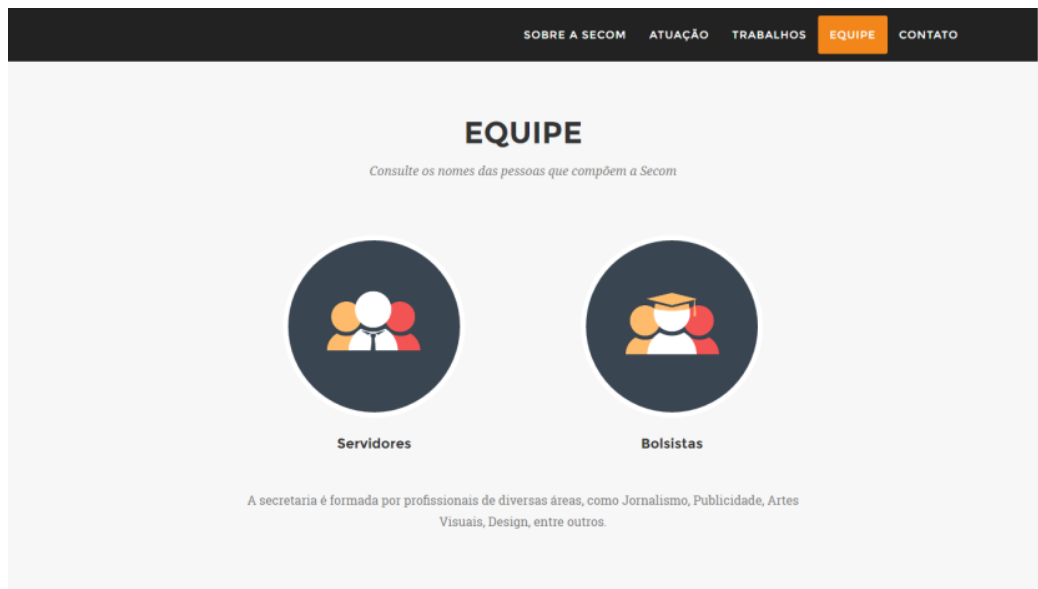 SOBRE A SECOM ATUAÇÃO TRABALHOS EQUIPE CONTATO
EQUIPE
Consulte os nomes das pessoas que compõem a Secom
Servidores Bolsistas
A secretaria é formada por profissionais de diversas áreas, como Jornalismo, Publicidade, Artes
Visuais, Design, entre outros.